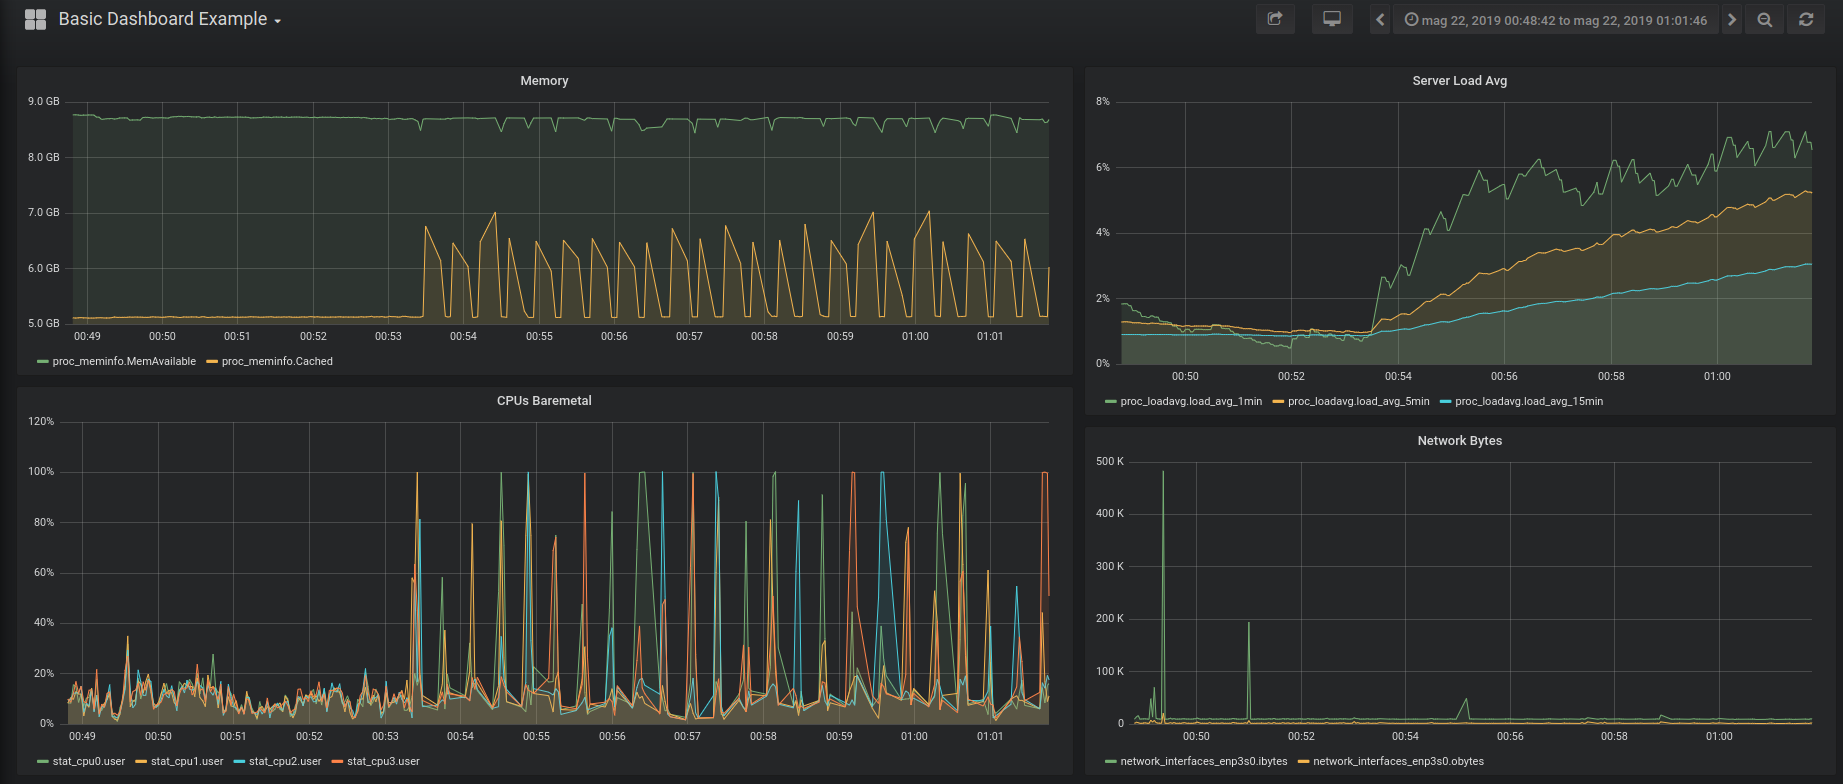 Basic Dashboard Example
mag 22, 2019 00:48:42 to mag 22, 2019 01:01:46
Memory
9.0 GB
8.0 GB
7.0 GB
6.0 GB
5.0 GB
00:49 00:50 00:51 00:52 00:53 00:54 00:55 00:56 00:57 00:58 00:59 01:00 01:01
proc_meminfo.MemAvailable proc_meminfo.Cached
Server Load Avg
8%
6%
4%
2%
0%
00:50 00:52 00:54 00:56 00:58 01:00
proc_loadavg.load_avg_1min proc_loadavg.load_avg_5min proc_loadavg.load_avg_15min
CPUs Baremetal
120%
100%
80%
60%
40%
20%
0%
00:49 00:50 00:51 00:52 00:53 00:54 00:55 00:56 00:57 00:58 00:59 01:00 01:01
stat_cpu0.user stat_cpu1.user stat_cpu2.user stat_cpu3.user
Network Bytes
500 K
400 K
300 K
200 K
100 K
0
00:50 00:52 00:54 00:56 00:58 01:00
network_interfaces_enp3s0.ibytes network_interfaces_enp3s0.obytes